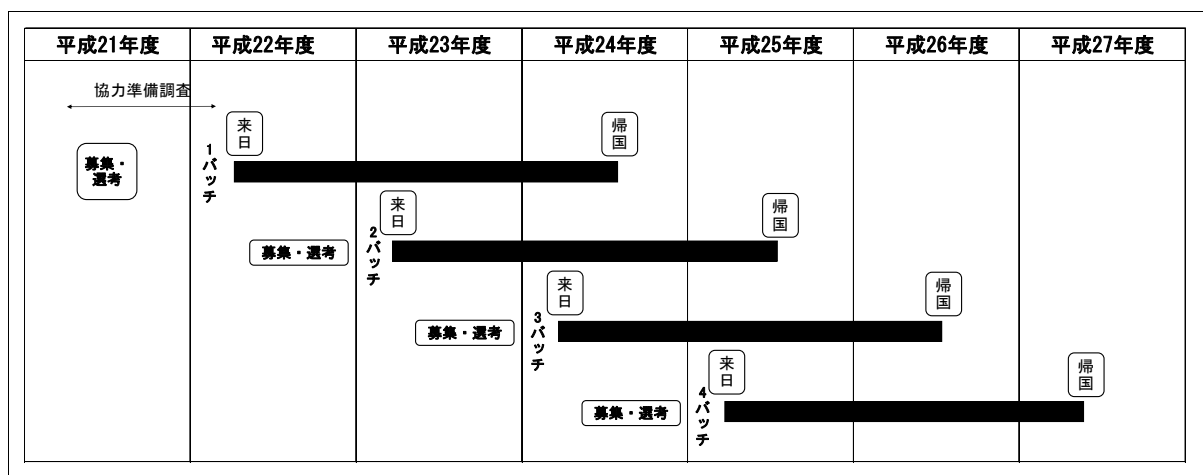 平成21年度 平成22年度 平成23年度 平成24年度 平成25年度 平成26年度 平成27年度
協力準備調査
募集・
選考
1バッチ
来日
帰国
募集・選考
2バッチ
来日
帰国
募集・選考
3バッチ
来日
帰国
募集・選考
4バッチ
来日
帰国